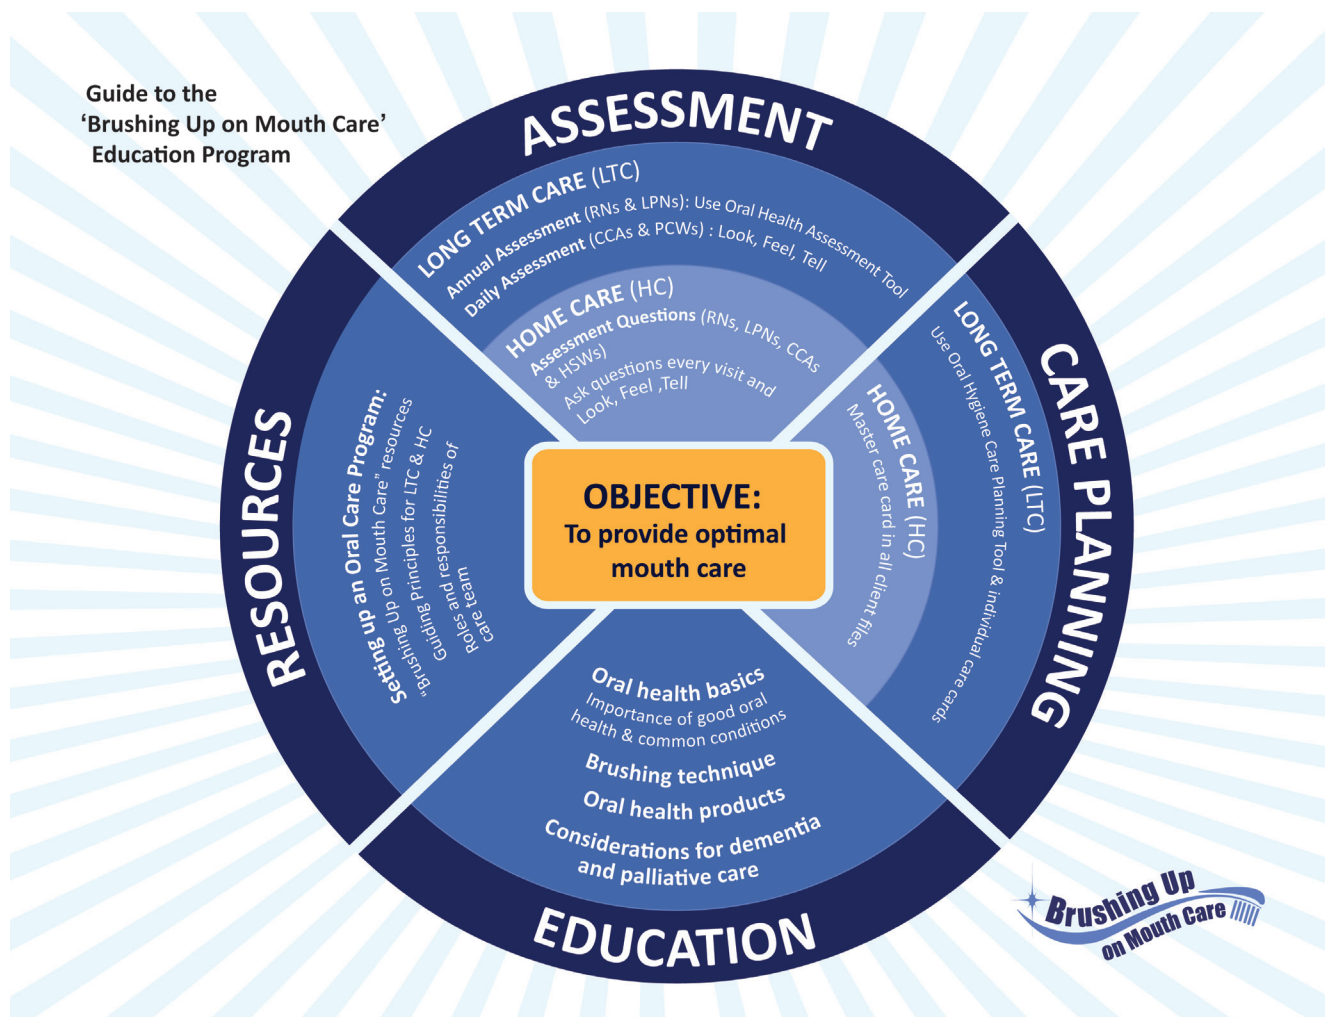 Guide to the
‘Brushing Up on Mouth Care’
Education Program
ASSESSMENT
LONG TERM CARE (LTC)
Annual Assessment (RNs & LPNs): Use Oral Health Assessment Tool
Daily Assessment (CCAs & PCWs) : Look, Feel, Tell
HOME CARE (HC)
Assessment Questions (RNs, LPNs, CCAs
& HSWs)
Ask questions every visit and
Look, Feel ,Tell
CARE PLANNING
LONG TERM CARE (LTC)
Use Oral Hygiene Care Planning Tool & individual care cards
HOME CARE (HC)
Master care card in all client files
OBJECTIVE:
To provide optimal
mouth care
RESOURCES
Setting up an Oral Care Program:
“Brushing Up on Mouth Care” resources
Guiding Principles for LTC & HC
Roles and responsibilities of
care team
Oral health basics
Importance of good oral
health & common conditions
Brushing technique
Oral health products
Considerations for dementia
and palliative care
EDUCATION
Brushing Up
on Mouth Care